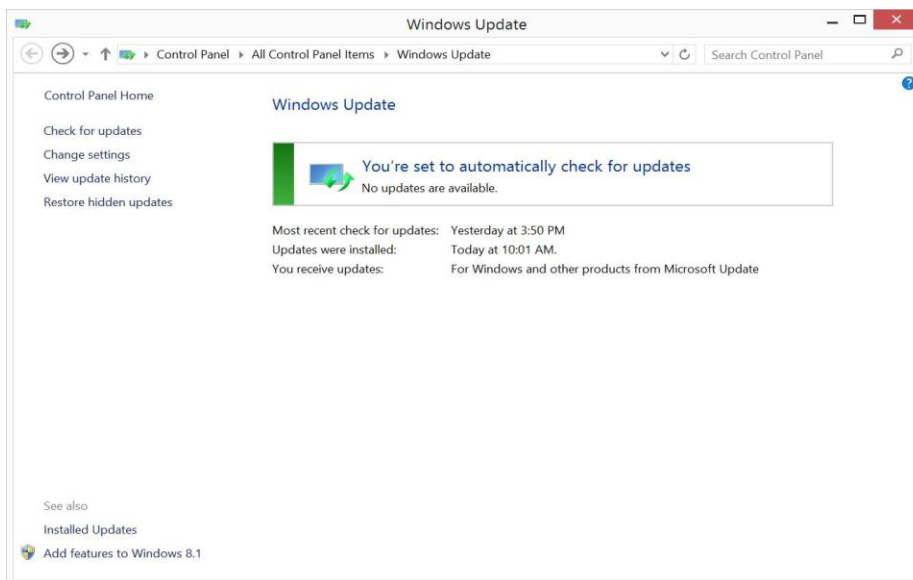 Windows Update
Control Panel All Control Panel Items Windows Update Search Control Panel
Control Panel Home
Check for updates
Change settings
View update history
Restore hidden updates
Windows Update
You're set to automatically check for updates
No updates are available.
Most recent check for updates: Yesterday at 3:50 PM
Updates were installed: Today at 10:01 AM.
You receive updates: For Windows and other products from Microsoft Update
See also
Installed Updates
Add features to Windows 8.1